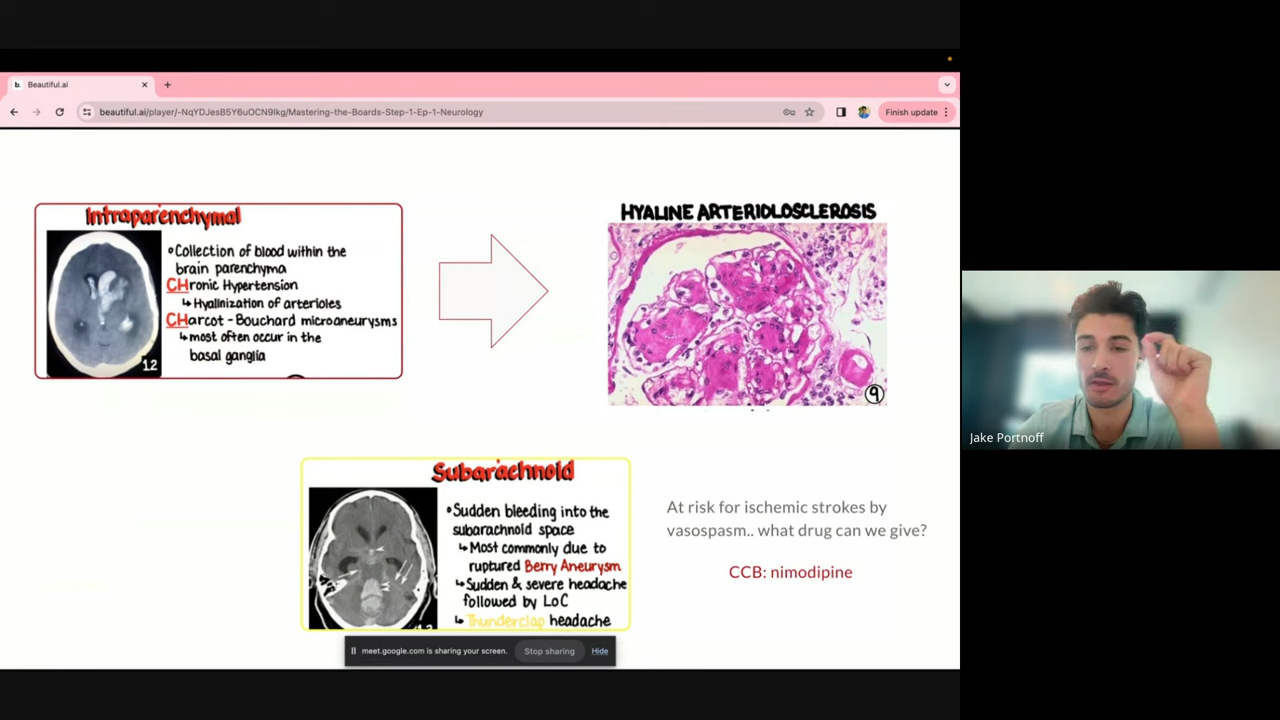 b. Beautiful.ai
beautiful.ai/player/-NqYDJesB5Y6uOCN9lkg/Mastering-the-Boards-Step-1-Ep-1-Neurology
Finish update
Intraparenchymal
Collection of blood within the
brain parenchyma
CHronic Hypertension
↳ Hyalinization of arterioles
CHarcot-Bouchard microaneurysms
↳ most often occur in the
basal ganglia
12
HYALINE ARTERIOLOSCLEROSIS
9
Subarachnoid
Sudden bleeding into the
subarachnoid space
↳ Most commonly due to
ruptured Berry Aneurysm
↳ Sudden & severe headache
followed by LoC
↳ Thunderclap headache
At risk for ischemic strokes by
vasospasm.. what drug can we give?
CCB: nimodipine
meet.google.com is sharing your screen.
Stop sharing
Hide
Jake Portnoff